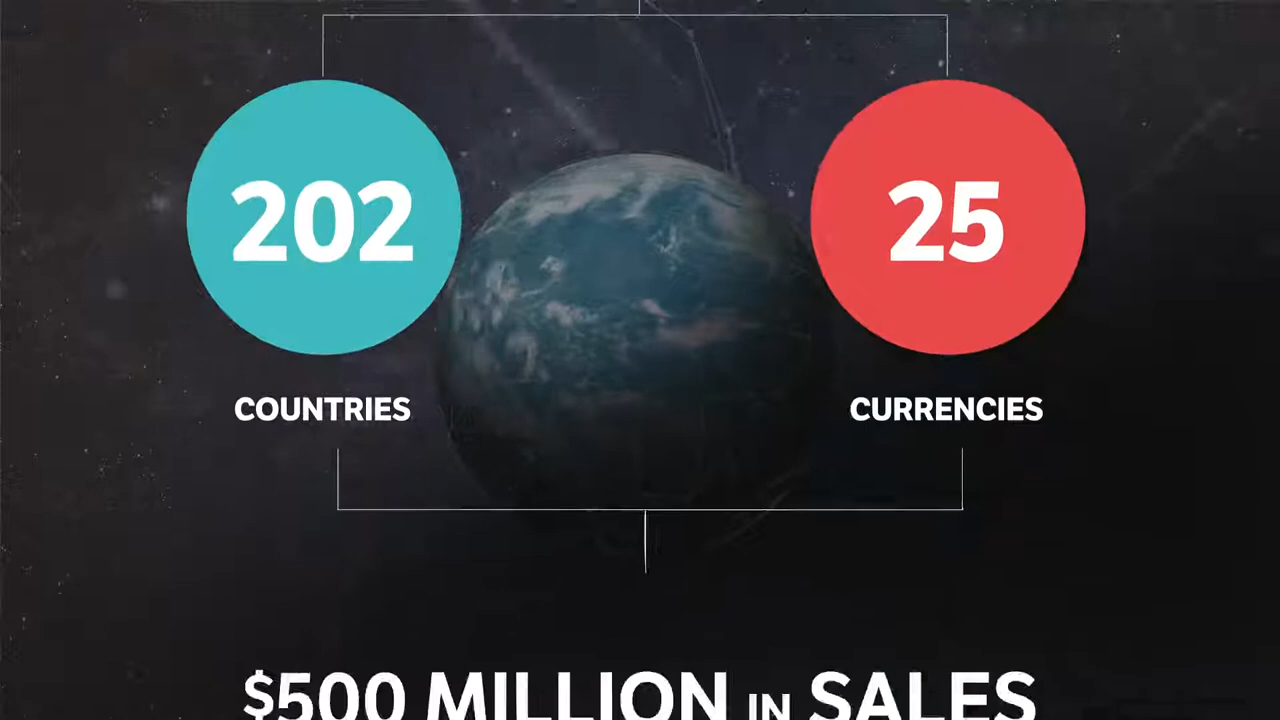 202
25
COUNTRIES
CURRENCIES
$500 MILLION IN SALES